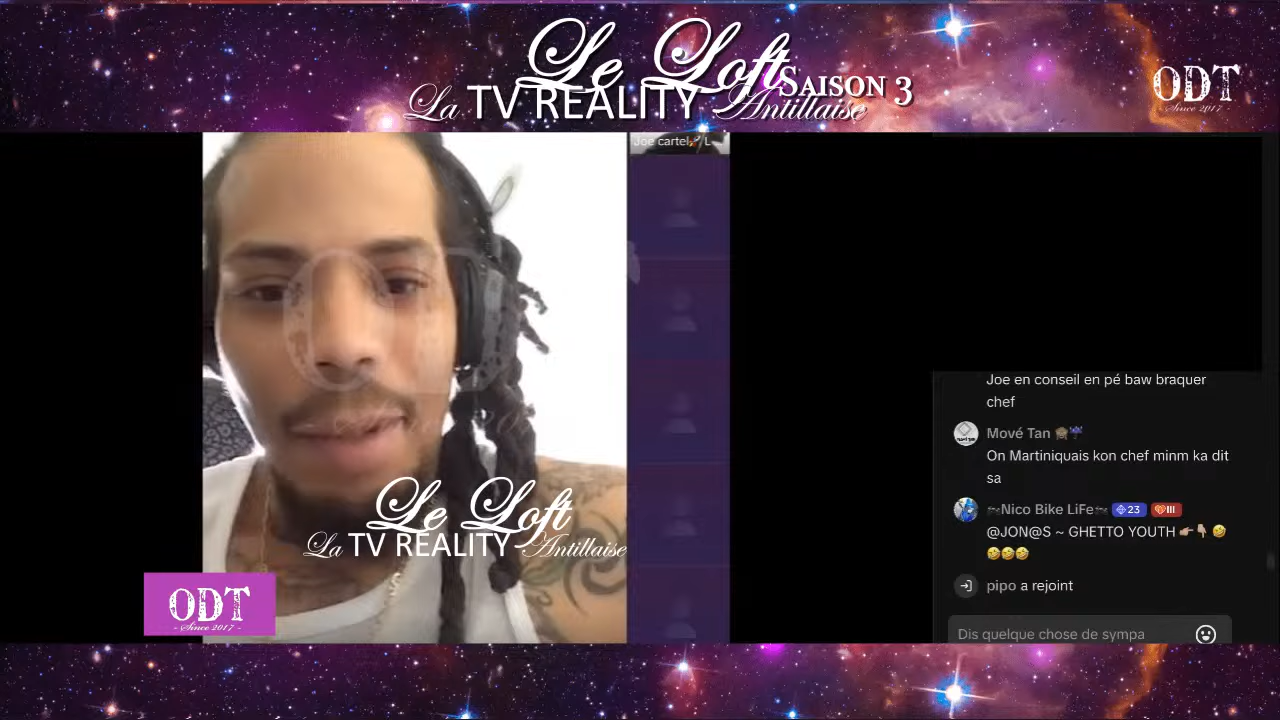 Le Loft
SAISON 3
La TV REALITY Antillaise
ODT
- Since 2017 -
Joe cartel L
Joe en conseil en pé baw braquer
chef
Mové Tan
On Martiniquais kon chef minm ka dit
sa
Nico Bike LiFe 23 III
@JON@S ~ GHETTO YOUTH 👉🏽👇🏽🤣
🤣🤣🤣
pipo a rejoint
Dis quelque chose de sympa
Le Loft
La TV REALITY Antillaise
ODT
- Since 2017 -